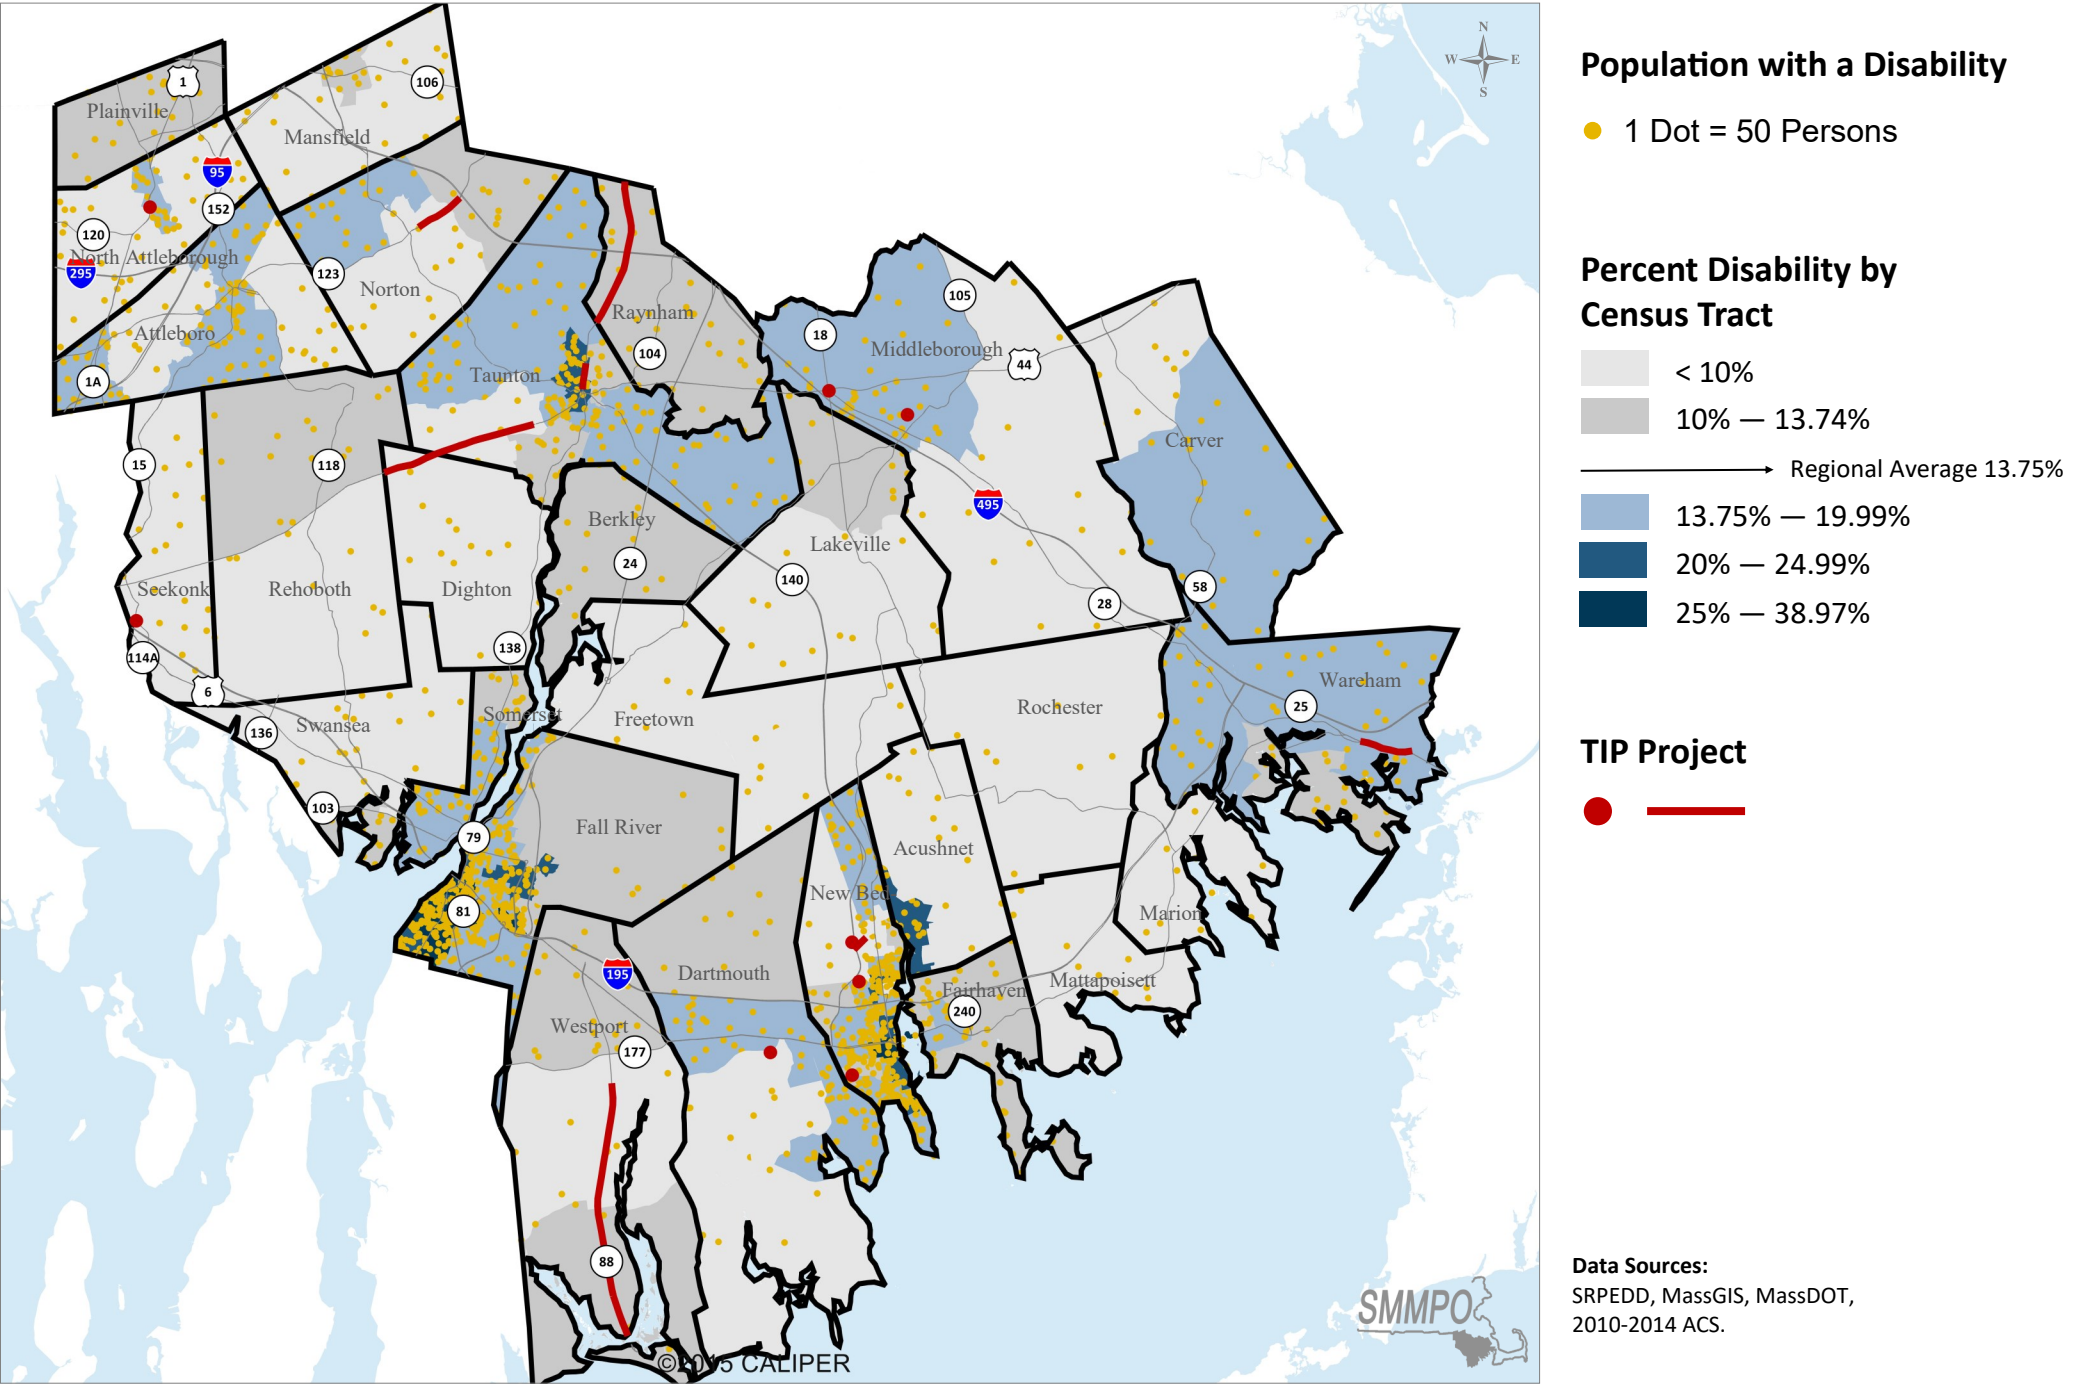 N
W E
S
1
Plainville
106
Mansfield
95
152
120
North Attleborough
295
123
Norton
Attleboro
1A
Raynham
104
Taunton
18
105
Middleborough
44
Carver
15
118
495
Berkley
24
Lakeville
140
Seekonk
Rehoboth
Dighton
28
58
138
114A
6
Wareham
25
Somerset
Freetown
Rochester
Swansea
136
103
79
Fall River
Acushnet
New Bed
81
Marion
195
Dartmouth
Fairhaven
Mattapoisett
240
Westport
177
88
SMMPO
©2015 CALIPER
Population with a Disability
1 Dot = 50 Persons
Percent Disability by
Census Tract
< 10%
10% — 13.74%
Regional Average 13.75%
13.75% — 19.99%
20% — 24.99%
25% — 38.97%
TIP Project
Data Sources:
SRPEDD, MassGIS, MassDOT,
2010-2014 ACS.